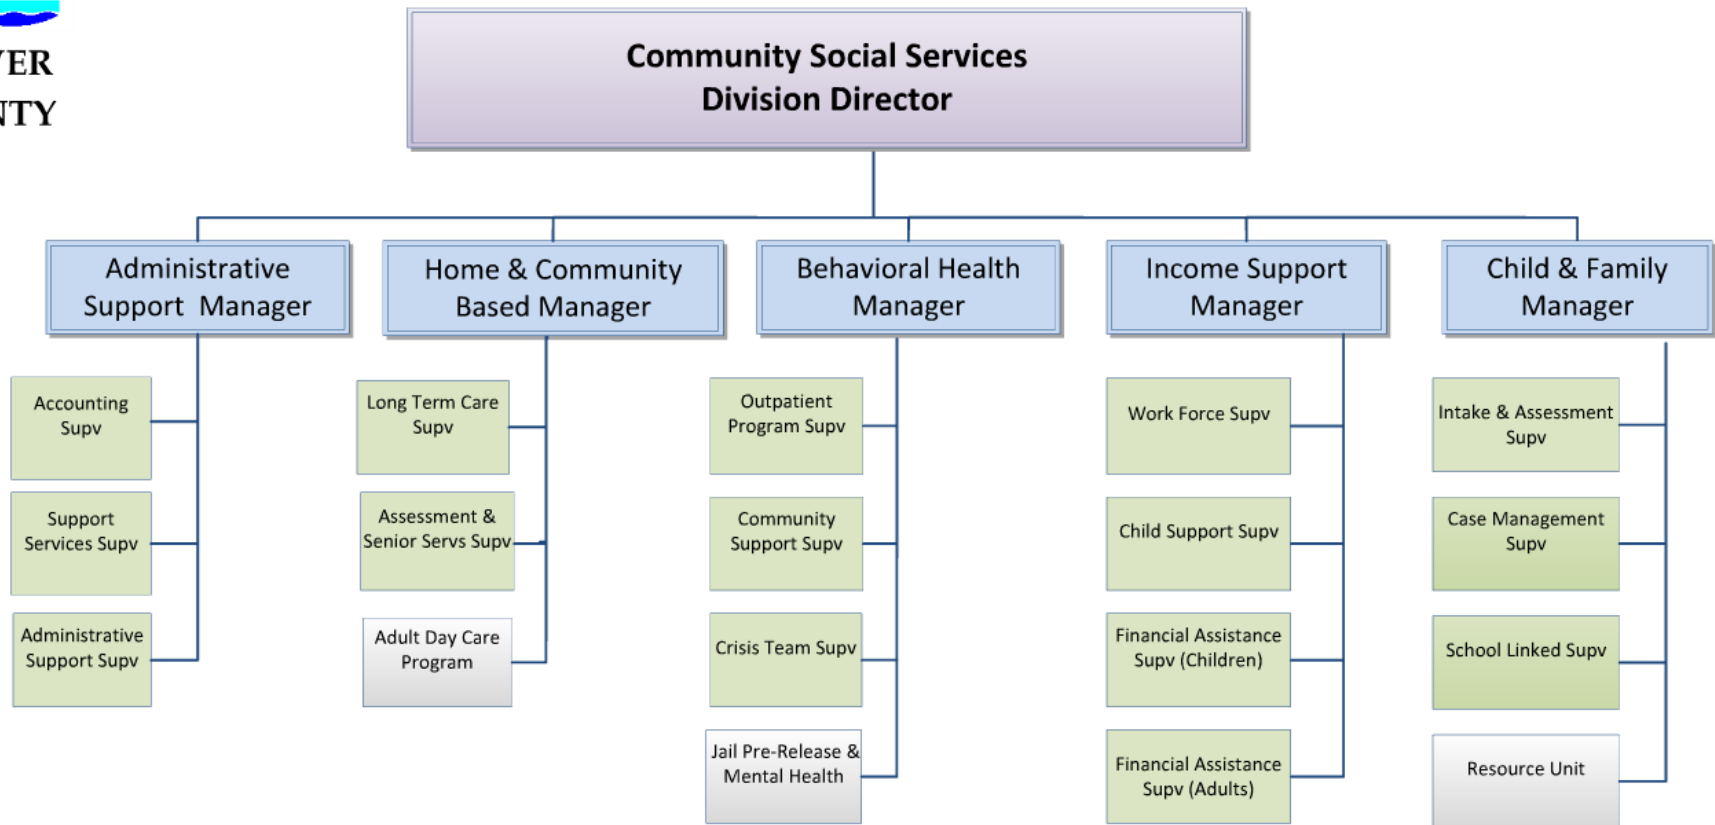 VER
NTY
Community Social Services
Division Director
Administrative
Support Manager
Home & Community
Based Manager
Behavioral Health
Manager
Income Support
Manager
Child & Family
Manager
Accounting
Supv
Support
Services Supv
Administrative
Support Supv
Long Term Care
Supv
Assessment &
Senior Servs Supv
Adult Day Care
Program
Outpatient
Program Supv
Community
Support Supv
Crisis Team Supv
Jail Pre-Release &
Mental Health
Work Force Supv
Child Support Supv
Financial Assistance
Supv (Children)
Financial Assistance
Supv (Adults)
Intake & Assessment
Supv
Case Management
Supv
School Linked Supv
Resource Unit